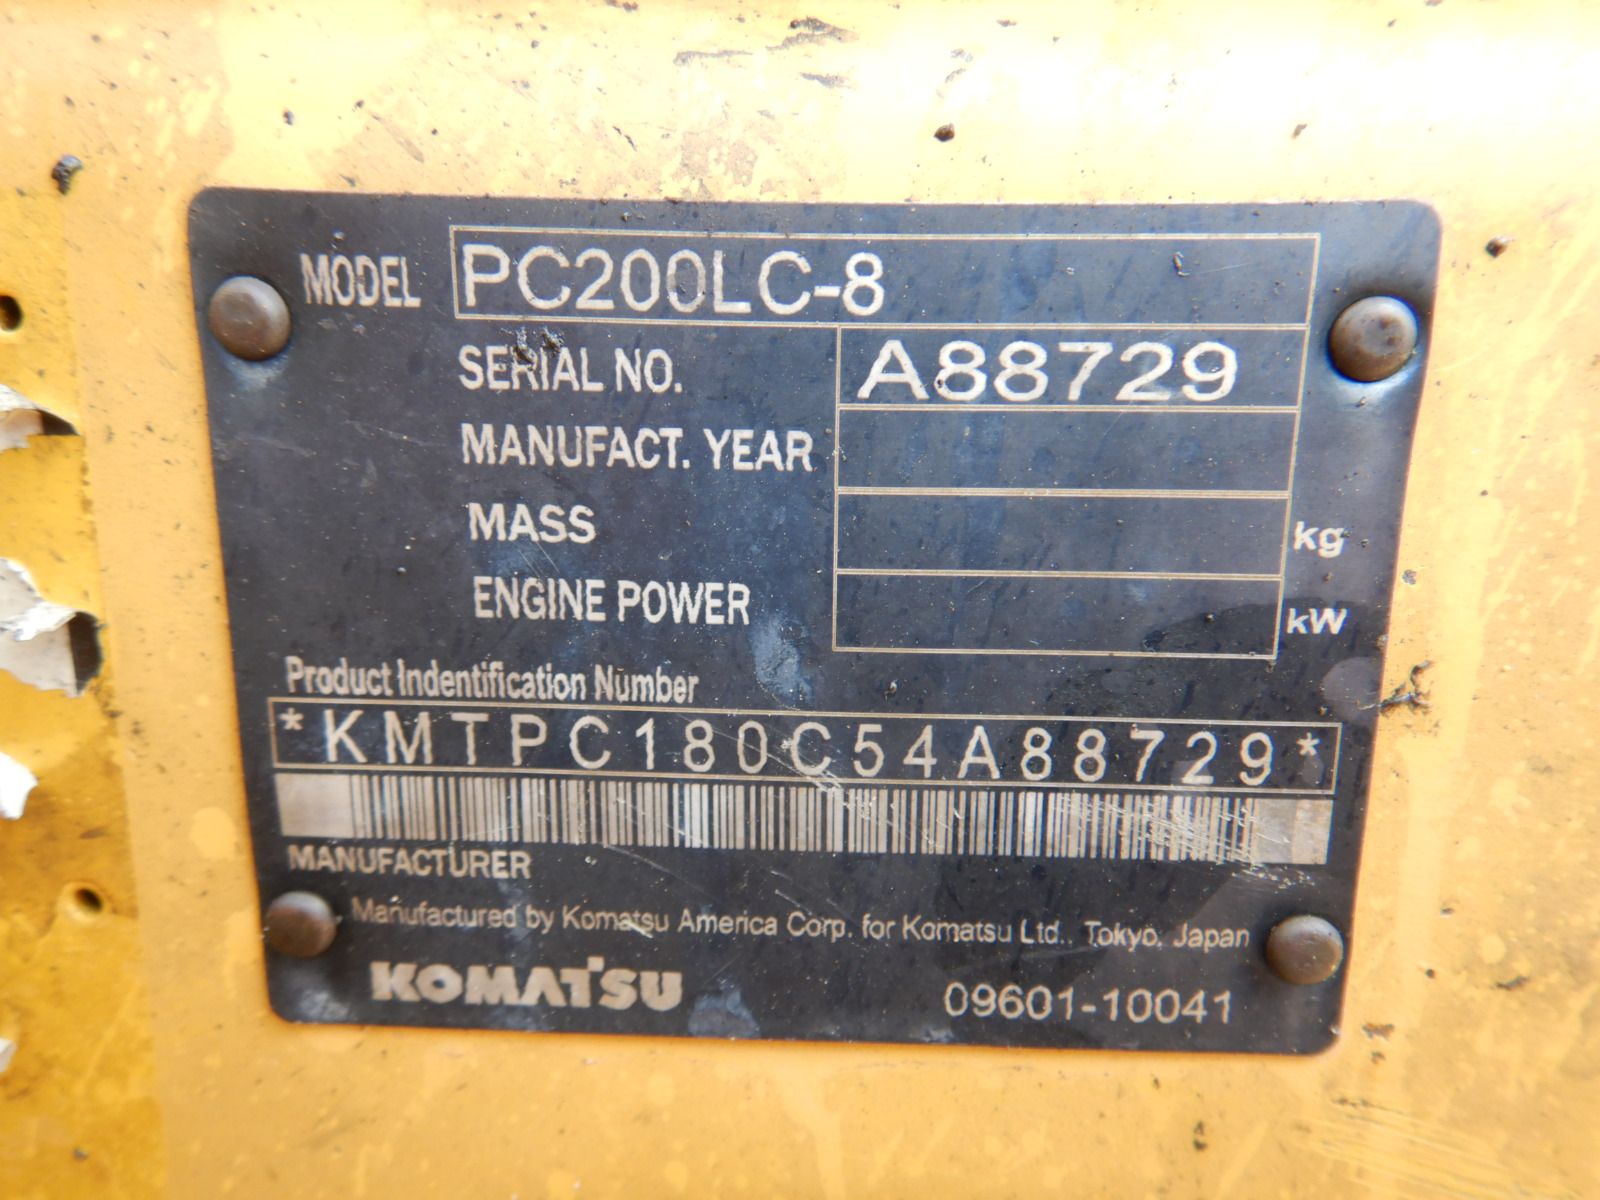 MODEL PC200LC-8
SERIAL NO. A88729
MANUFACT. YEAR
MASS kg
ENGINE POWER kW
Product Indentification Number
*KMTPC180C54A88729*
MANUFACTURER
Manufactured by Komatsu America Corp. for Komatsu Ltd., Tokyo, Japan
KOMATSU 09601-10041